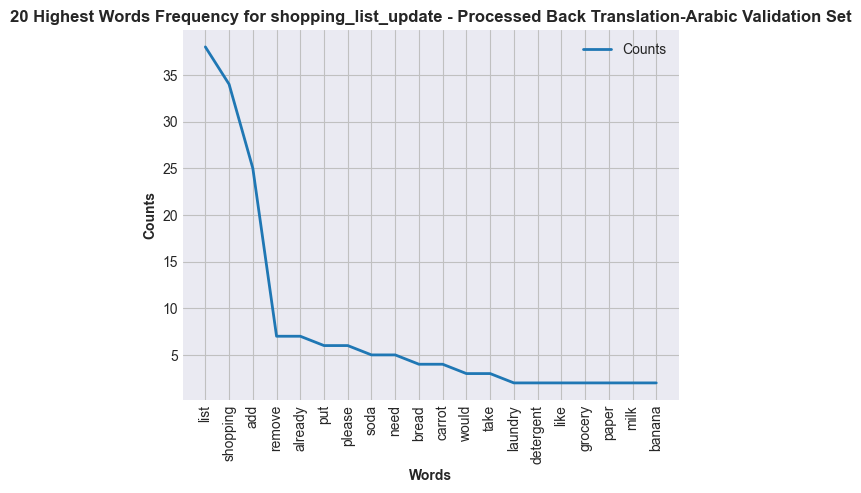 20 Highest Words Frequency for shopping_list_update - Processed Back Translation-Arabic Validation Set
Counts
Counts
35
30
25
20
15
10
5
list
shopping
add
remove
already
put
please
soda
need
bread
carrot
would
take
laundry
detergent
like
grocery
paper
milk
banana
Words